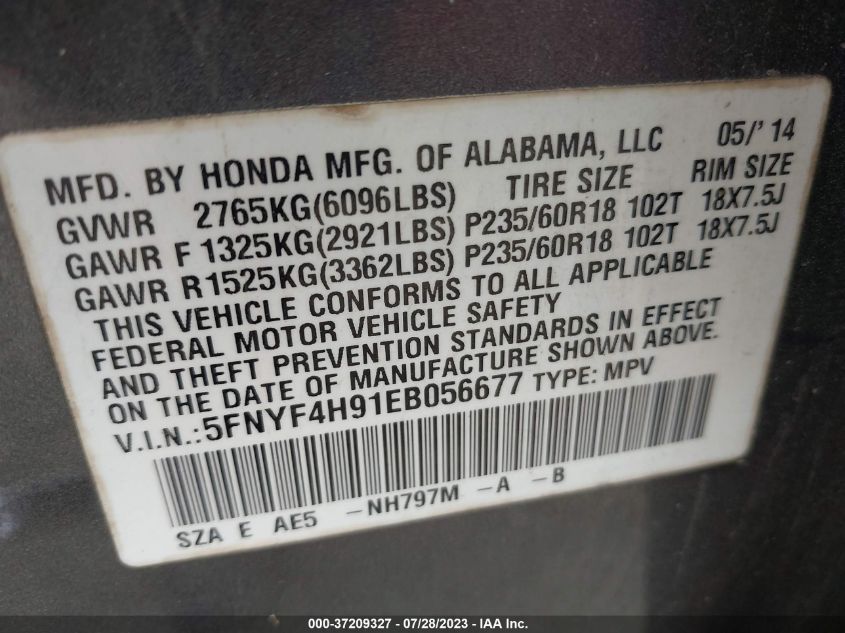 MFD. BY HONDA MFG. OF ALABAMA, LLC 05/'14
GVWR 2765KG(6096LBS) TIRE SIZE RIM SIZE
GAWR F 1325KG(2921LBS) P235/60R18 102T 18X7.5J
GAWR R1525KG(3362LBS) P235/60R18 102T 18X7.5J
THIS VEHICLE CONFORMS TO ALL APPLICABLE
FEDERAL MOTOR VEHICLE SAFETY
AND THEFT PREVENTION STANDARDS IN EFFECT
ON THE DATE OF MANUFACTURE SHOWN ABOVE.
V.I.N.:5FNYF4H91EB056677 TYPE: MPV
SZA E AE5 -NH797M -A -B
000-37209327 - 07/28/2023 - IAA Inc.